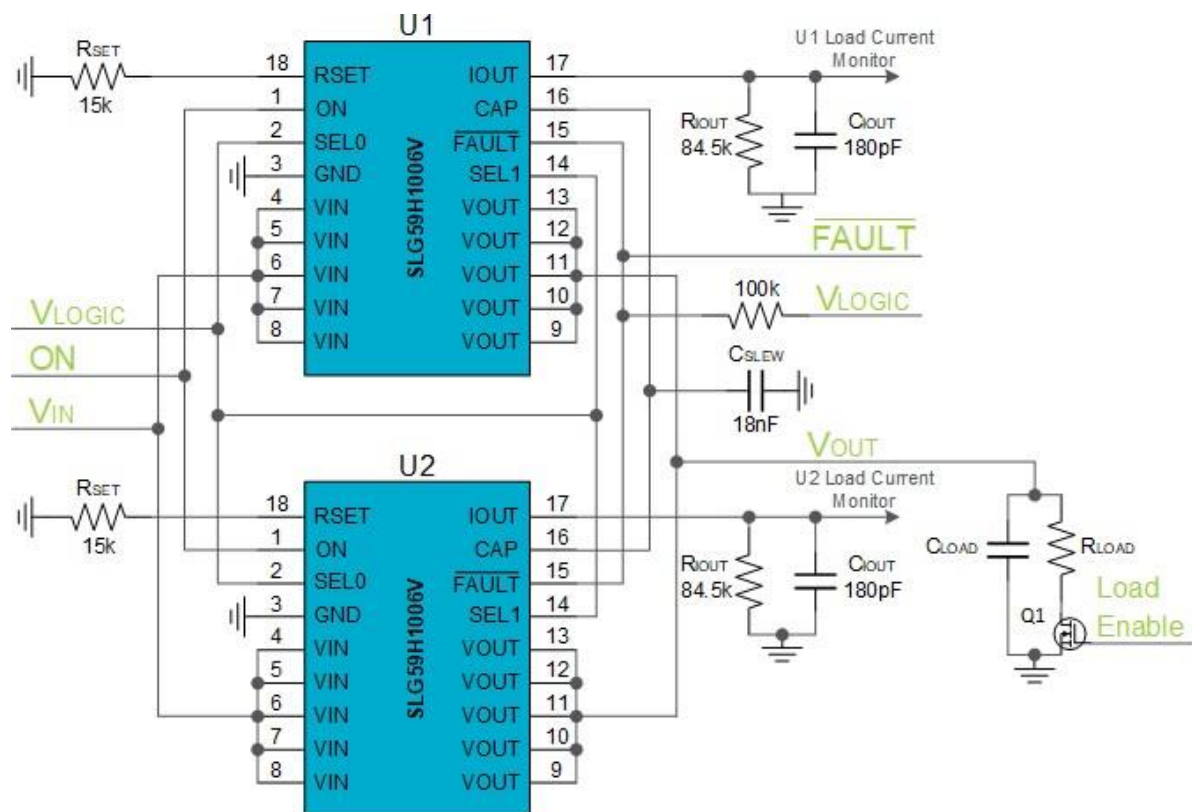 U1
RSET
15k
18 RSET
1 ON
2 SEL0
3 GND
4 VIN
5 VIN
6 VIN
7 VIN
8 VIN
SLG59H1006V
IOUT 17
CAP 16
FAULT 15
SEL1 14
VOUT 13
VOUT 12
VOUT 11
VOUT 10
VOUT 9
U1 Load Current
Monitor
RIOUT
84.5k
CIOUT
180pF
FAULT
100k
VLOGIC
CSLEW
18nF
VOUT
VLOGIC
ON
VIN
U2
RSET
15k
18 RSET
1 ON
2 SEL0
3 GND
4 VIN
5 VIN
6 VIN
7 VIN
8 VIN
SLG59H1006V
IOUT 17
CAP 16
FAULT 15
SEL1 14
VOUT 13
VOUT 12
VOUT 11
VOUT 10
VOUT 9
U2 Load Current
Monitor
RIOUT
84.5k
CIOUT
180pF
CLOAD
RLOAD
Q1
Load
Enable